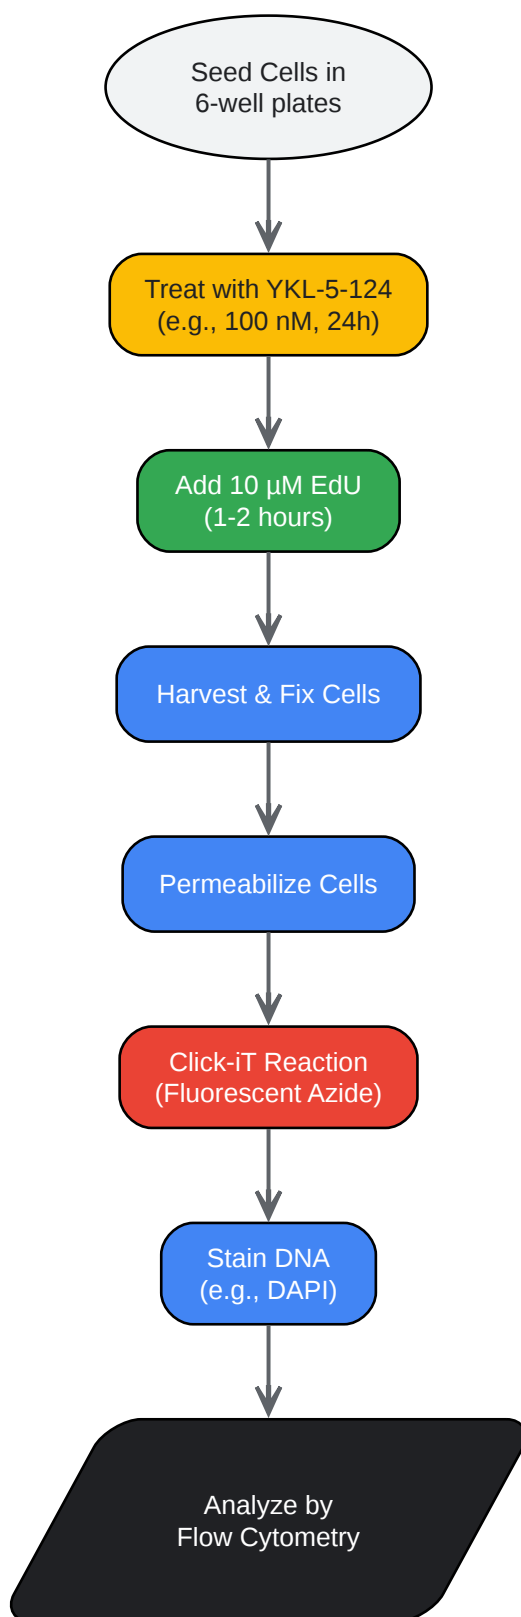 Seed Cells in
6-well plates
Treat with YKL-5-124
(e.g., 100 nM, 24h)
Add 10 µM EdU
(1-2 hours)
Harvest & Fix Cells
Permeabilize Cells
Click-iT Reaction
(Fluorescent Azide)
Stain DNA
(e.g., DAPI)
Analyze by
Flow Cytometry